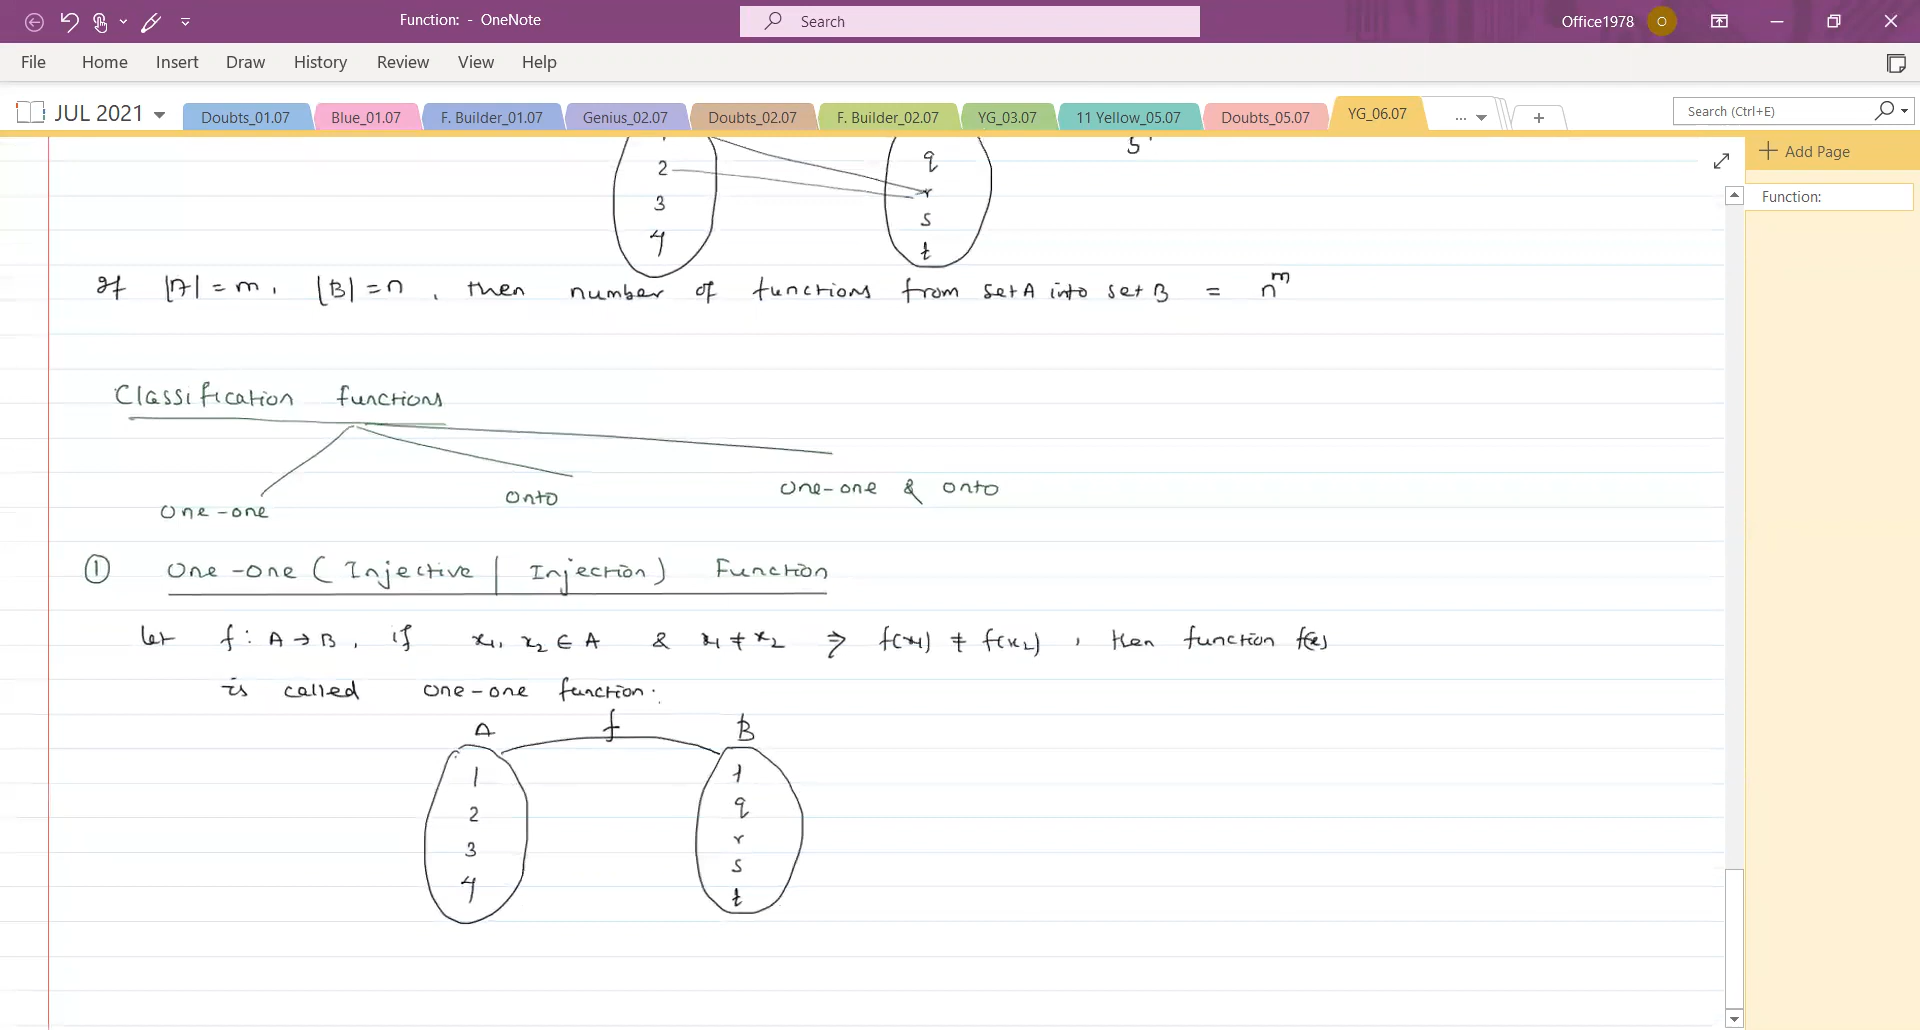 Function: - OneNote
Search
Office1978
O
File Home Insert Draw History Review View Help
JUL 2021
Doubts_01.07 Blue_01.07 F. Builder_01.07 Genius_02.07 Doubts_02.07 F. Builder_02.07 YG_03.07 11 Yellow_05.07 Doubts_05.07 YG_06.07 ... +
Search (Ctrl+E)
Add Page
Function:
2 q
r
3 s
4 t
If |A| = m, |B| = n, then number of functions from set A into set B = n^m
Classification functions
One-one Onto One-one & Onto
① One-one (Injective | Injection) Function
Let f: A → B, if x1, x2 ∈ A & x1 ≠ x2 ⇒ f(x1) ≠ f(x2), then function f(x)
is called one-one function.
A f B
1
2 q
3 r
4 s
t